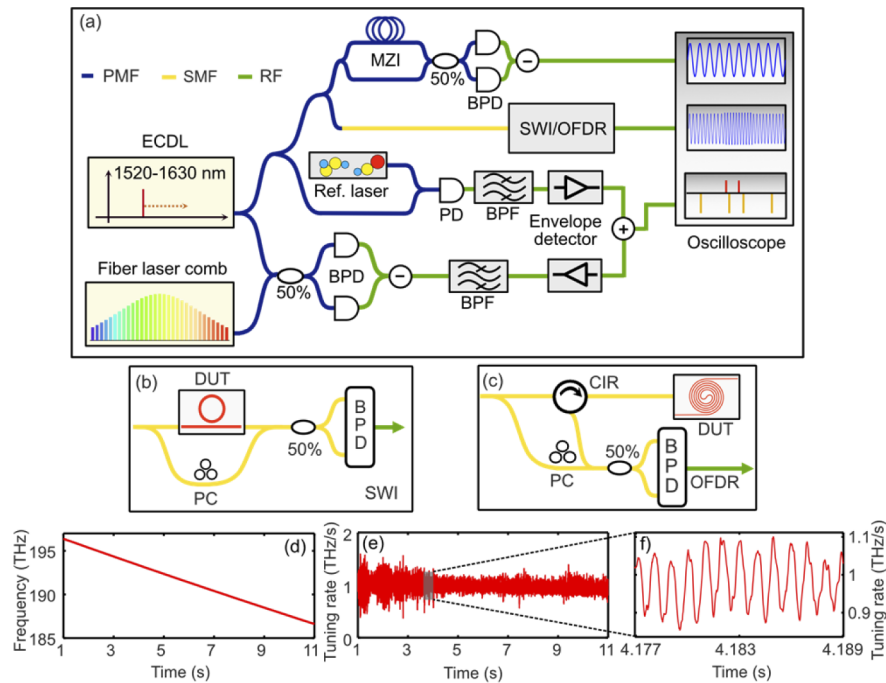 (a)
PMF
SMF
RF
MZI
50%
BPD
ECDL
1520-1630 nm
SWI/OFDR
Ref. laser
PD
BPF
Envelope
detector
Oscilloscope
Fiber laser comb
50%
BPD
BPF
(b)
DUT
50%
B
P
D
PC
SWI
(c)
CIR
DUT
50%
PC
B
P
D
OFDR
(d)
Frequency (THz)
195
190
185
1
3
5
7
9
11
Time (s)
(e)
Tuning rate (THz/s)
2
1
0
1
3
5
7
9
11
Time (s)
(f)
1.1
1
0.9
Tuning rate (THz/s)
4.177
4.183
4.189
Time (s)